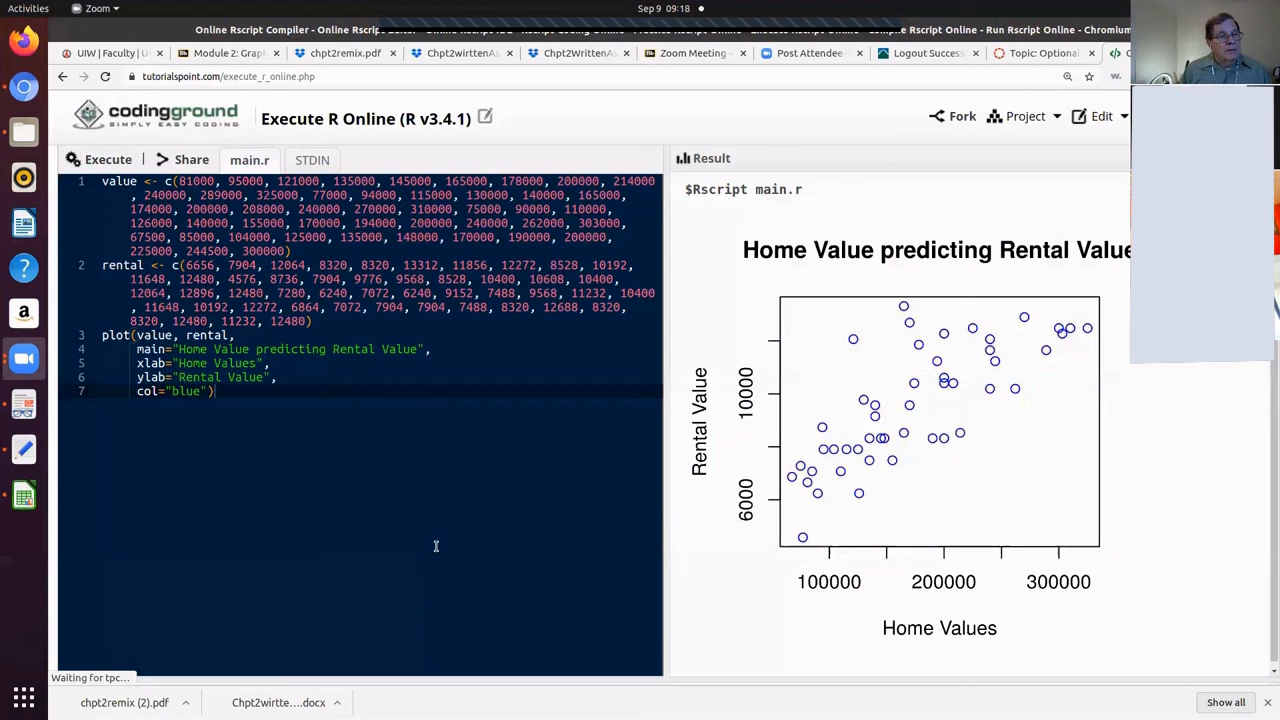 Activities
Zoom
Sep 9 09:18
UIW | Faculty |
Module 2: Grap
chpt2remix.pdf
Zoom Meeting –
Post Attendee
Logout Success
Topic Optional
tutorialspoint.com/execute_r_online.php
codingground
SIMPLY EASY CODING
Execute R Online (R v3.4.1)
Fork
Project
Edit
Execute
Share
main.r
STDIN
Result
1 value <- c(81000, 95000, 121000, 135000, 145000, 165000, 178000, 200000, 214000
, 240000, 289000, 325000, 77000, 94000, 115000, 130000, 140000, 165000,
174000, 200000, 208000, 240000, 270000, 310000, 75000, 90000, 110000,
126000, 140000, 155000, 170000, 194000, 200000, 240000, 262000, 303000,
67500, 85000, 104000, 125000, 135000, 148000, 170000, 190000, 200000,
225000, 244500, 300000)
2 rental <- c(6656, 7904, 12064, 8320, 8320, 13312, 11856, 12272, 8528, 10192,
11648, 12480, 4576, 8736, 7904, 9776, 9568, 8528, 10400, 10608, 10400,
12064, 12896, 12480, 7280, 6240, 7072, 6240, 9152, 7488, 9568, 11232, 10400
, 11648, 10192, 12272, 6864, 7072, 7904, 7904, 7488, 8320, 12688, 8320,
8320, 12480, 11232, 12480)
3 plot(value, rental,
4 main="Home Value predicting Rental Value",
5 xlab="Home Values",
6 ylab="Rental Value",
7 col="blue")
$Rscript main.r
Home Value predicting Rental Value
Rental Value
10000
6000
100000
200000
300000
Home Values
Waiting for tpc...
chpt2remix (2).pdf
Chpt2wirtte....docx
Show all